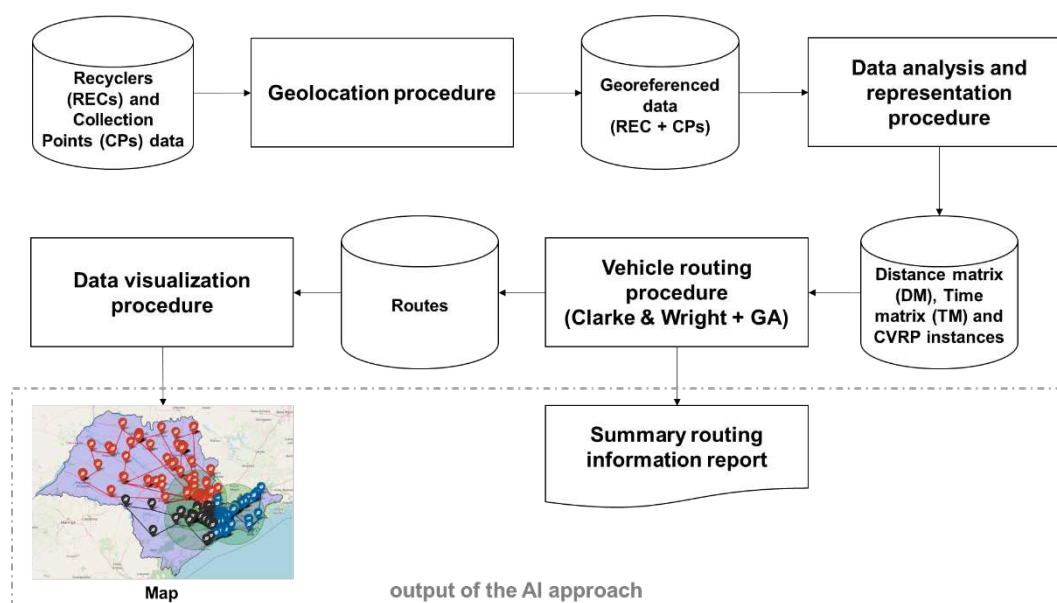 Recyclers
(RECs) and
Collection
Points (CPs) data
Geolocation procedure
Georeferenced
data
(REC + CPs)
Data analysis and
representation
procedure
Data visualization
procedure
Routes
Vehicle routing
procedure
(Clarke & Wright + GA)
Distance matrix
(DM), Time
matrix (TM) and
CVRP instances
Summary routing
information report
Map
output of the AI approach